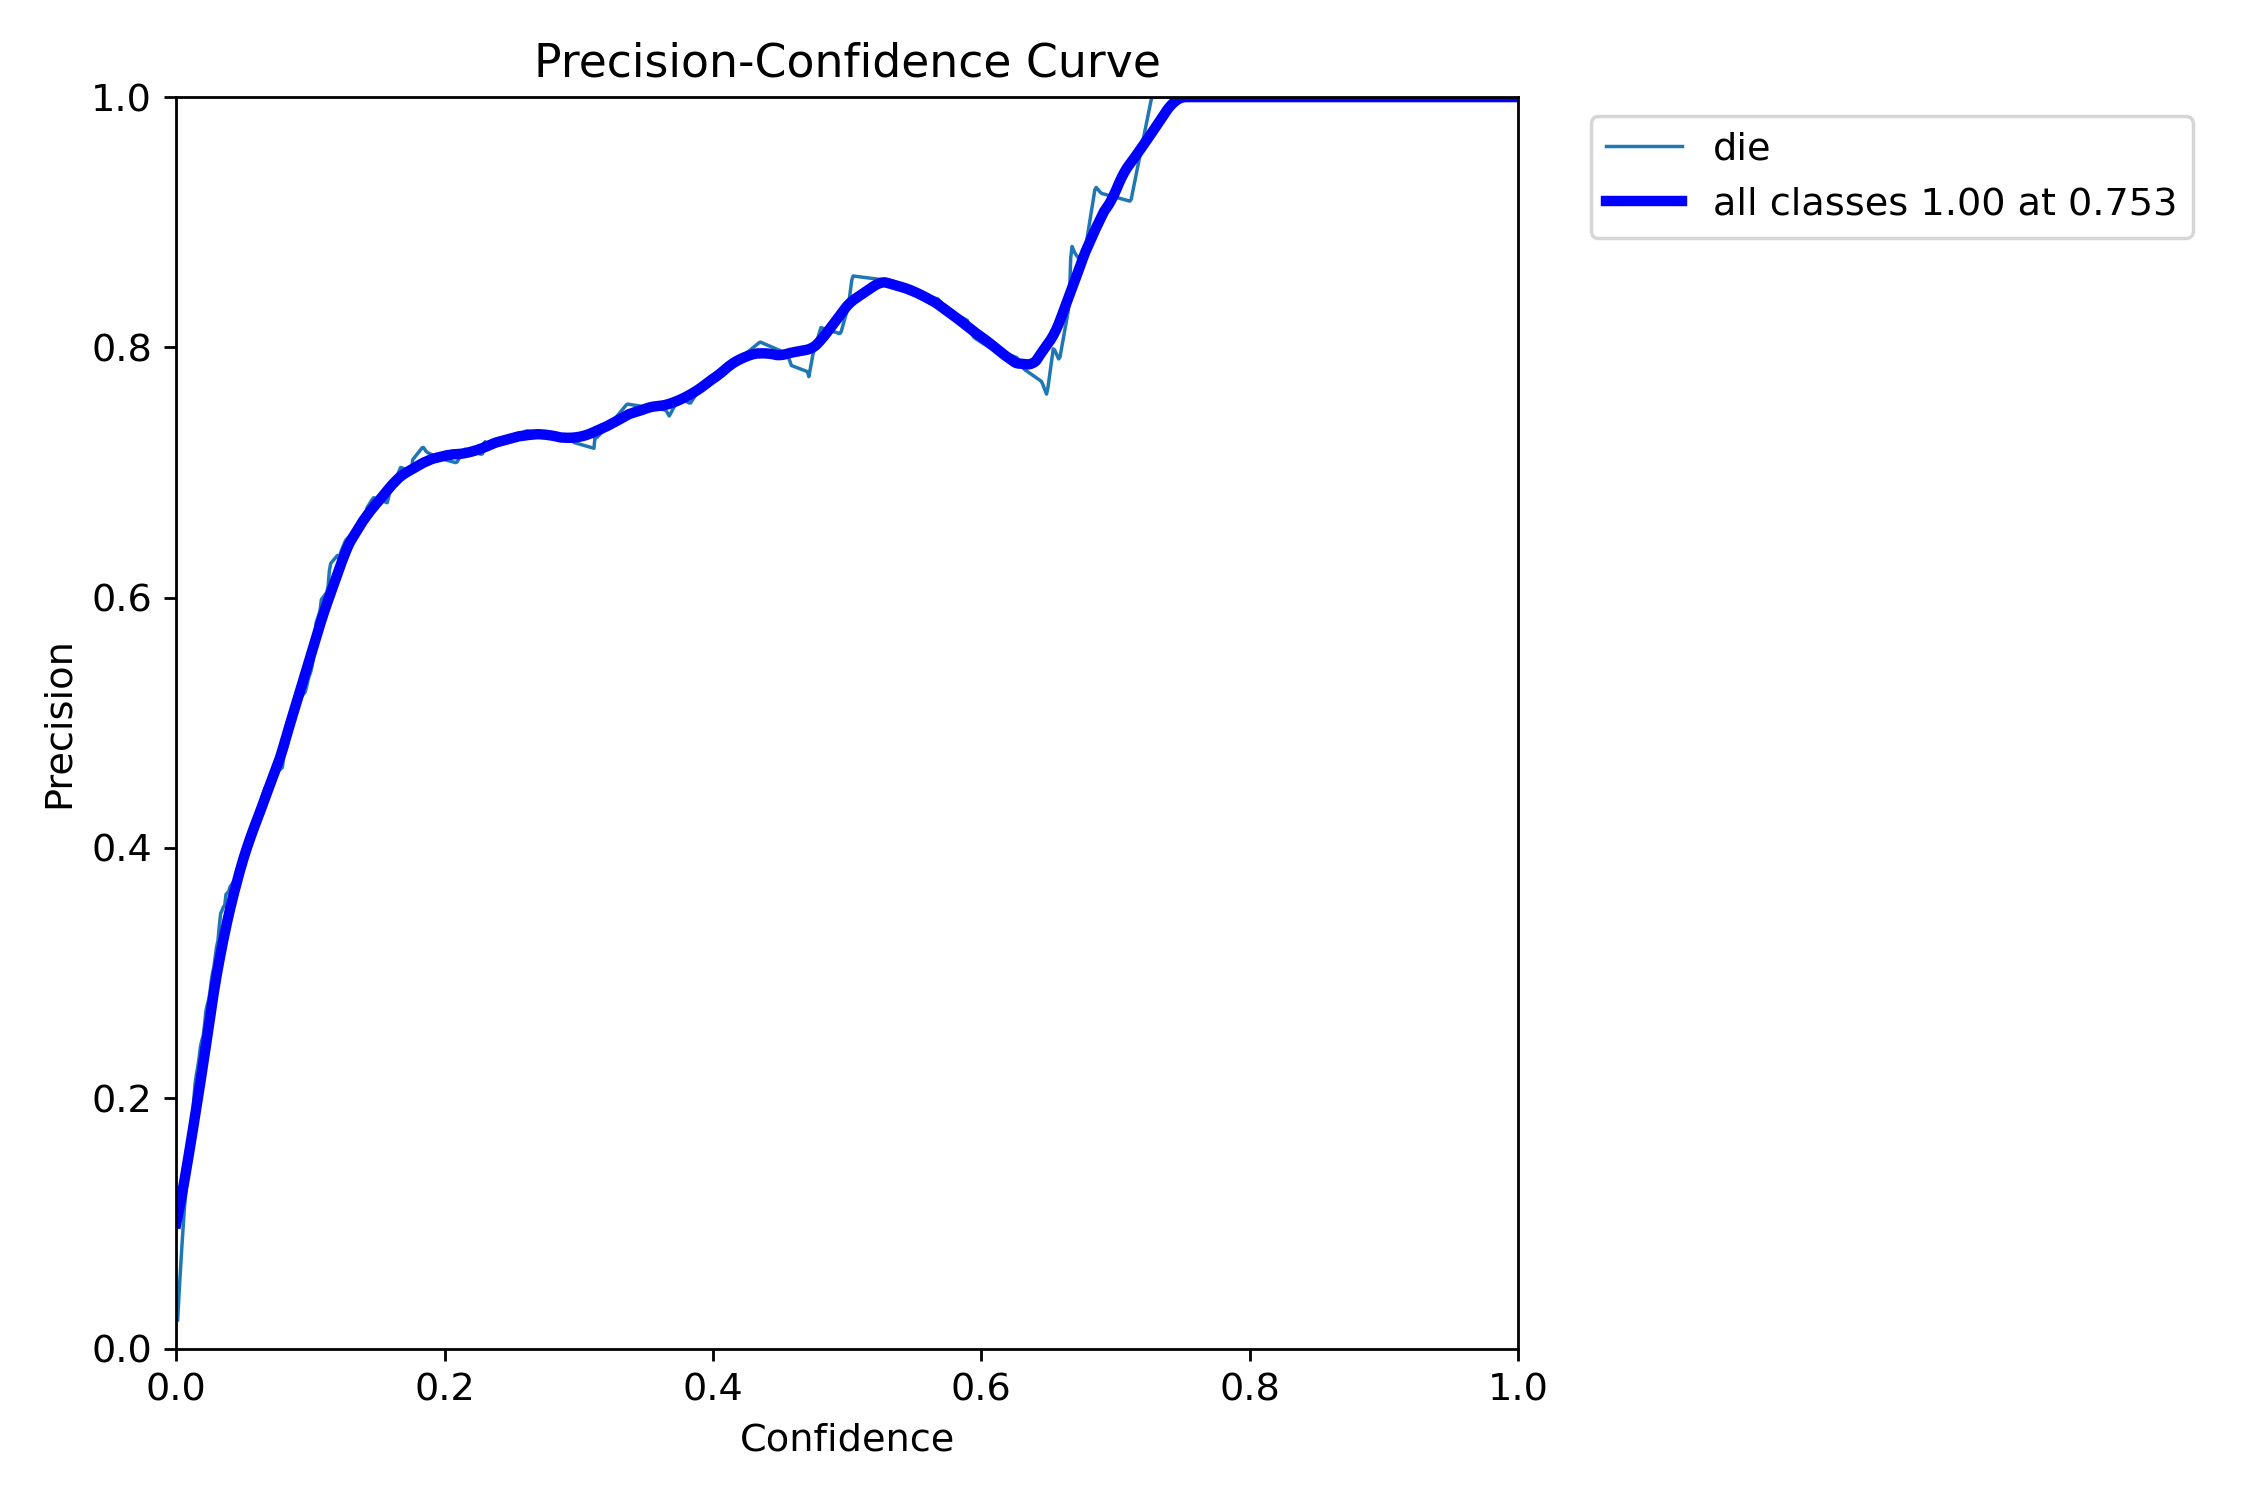 Precision-Confidence Curve
1.0
0.8
0.6
0.4
0.2
0.0
Precision
0.0 0.2 0.4 0.6 0.8 1.0
Confidence
die
all classes 1.00 at 0.753